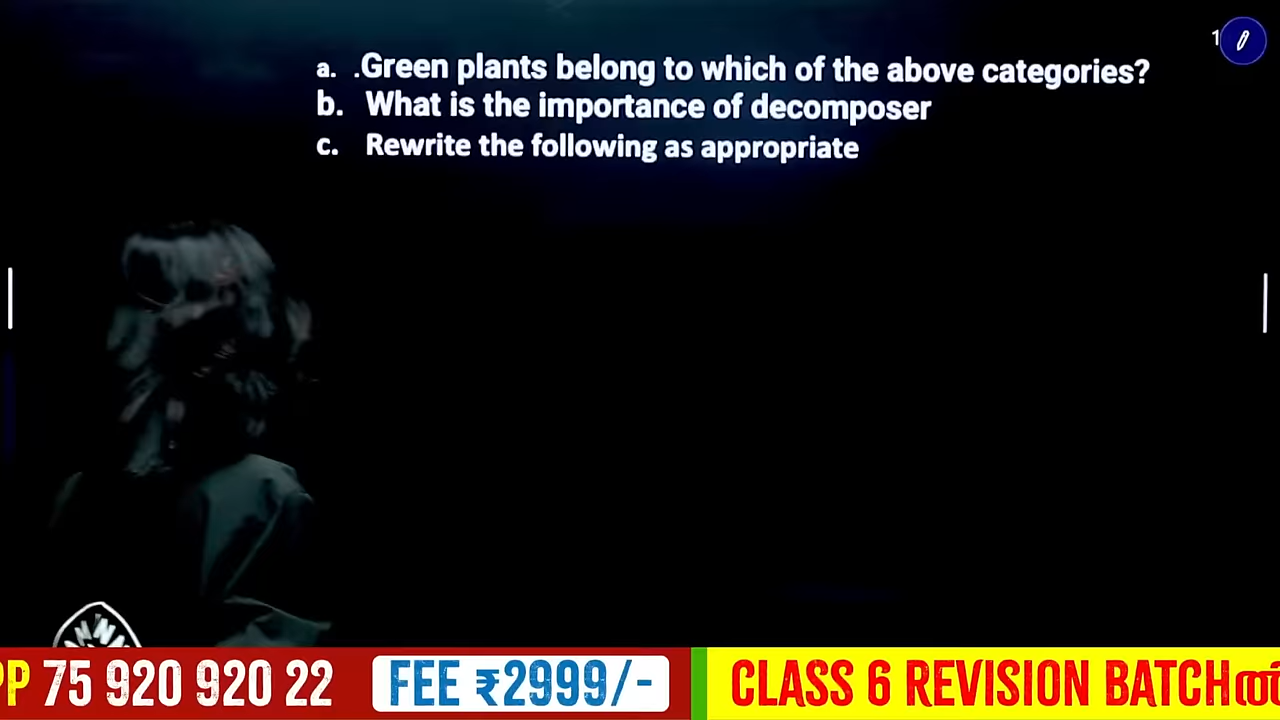 1
a. .Green plants belong to which of the above categories?
b. What is the importance of decomposer
c. Rewrite the following as appropriate
75 920 920 22 FEE ₹2999/- CLASS 6 REVISION BATCHൽ